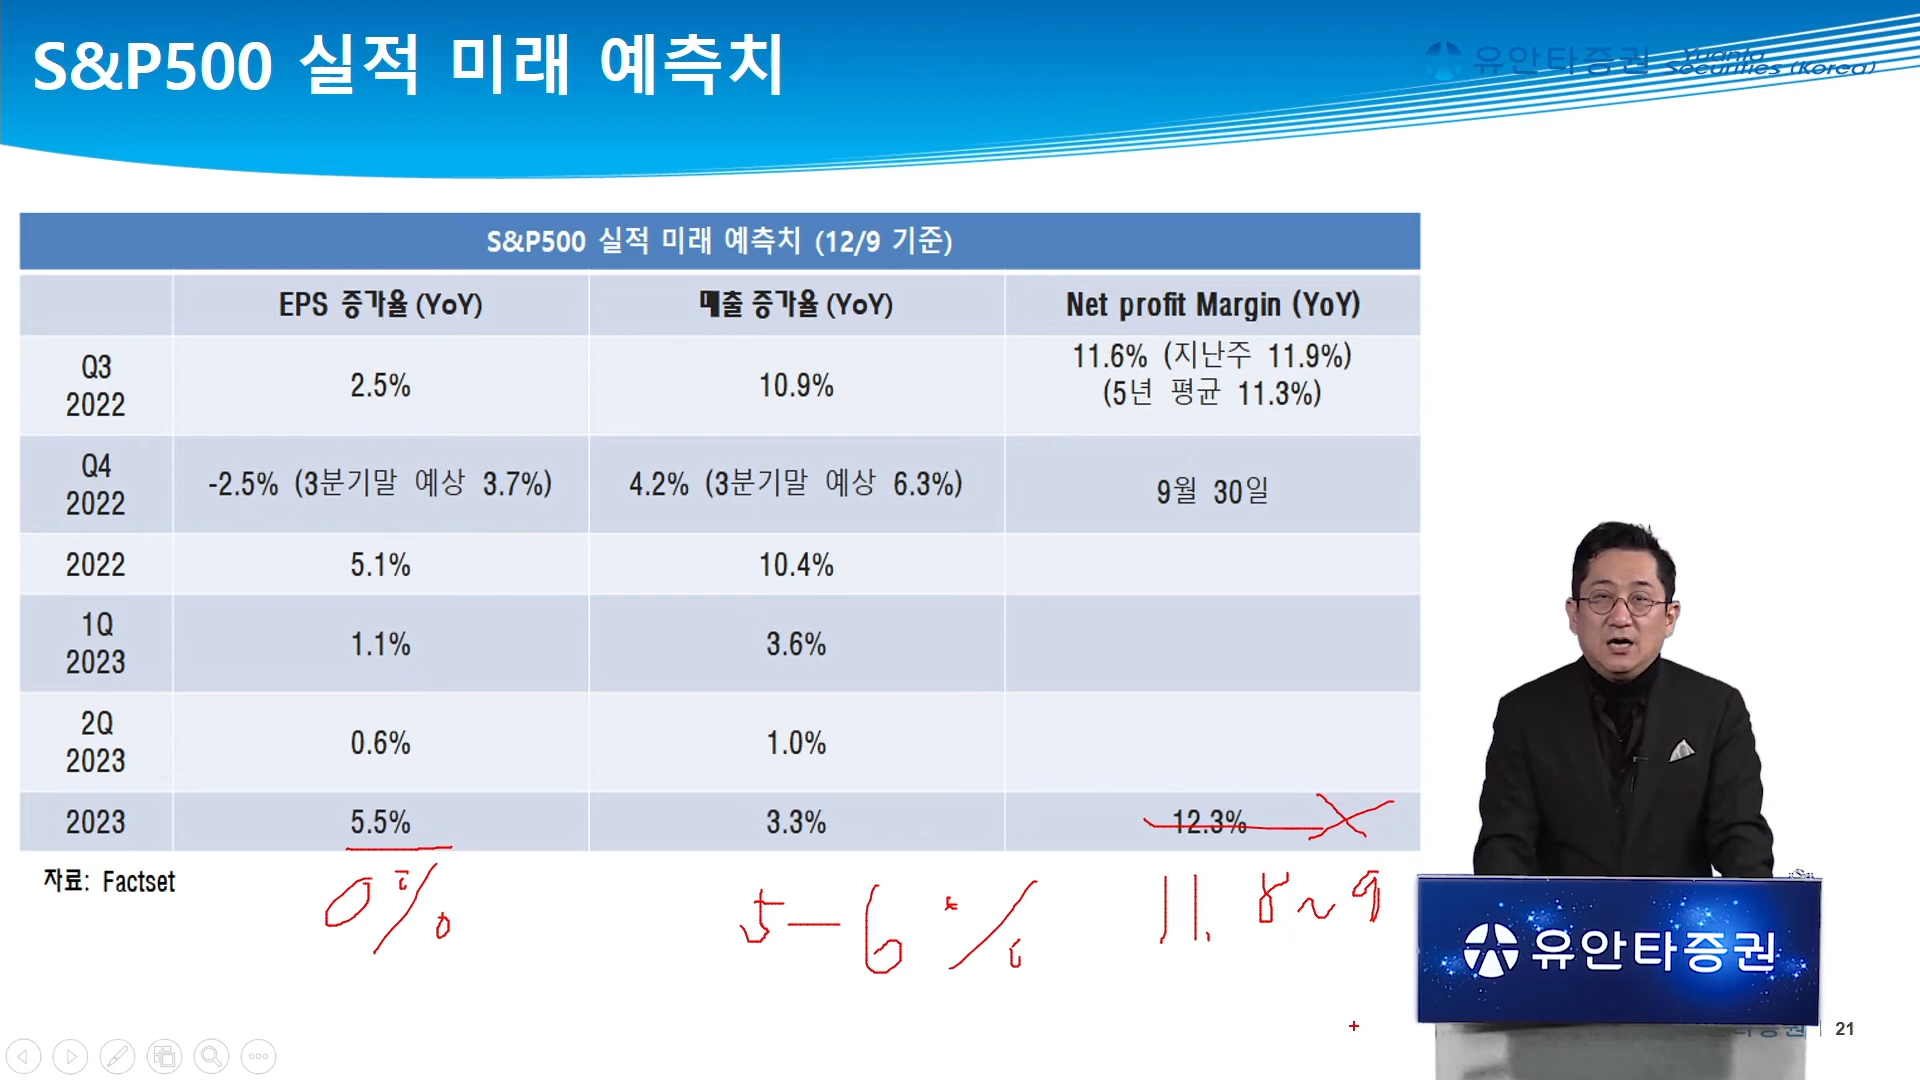 S&P500 실적 미래 예측치
유안타증권 Yuanta Securities (Korea)
S&P500 실적 미래 예측치 (12/9 기준)
EPS 증가율 (YoY) 매출 증가율 (YoY) Net profit Margin (YoY)
Q3 2022 2.5% 10.9% 11.6% (지난주 11.9%) (5년 평균 11.3%)
Q4 2022 -2.5% (3분기말 예상 3.7%) 4.2% (3분기말 예상 6.3%) 9월 30일
2022 5.1% 10.4%
1Q 2023 1.1% 3.6%
2Q 2023 0.6% 1.0%
2023 5.5% 3.3% 12.3%
자료: Factset
0% 5-6% 11. 8~9
유안타증권
21